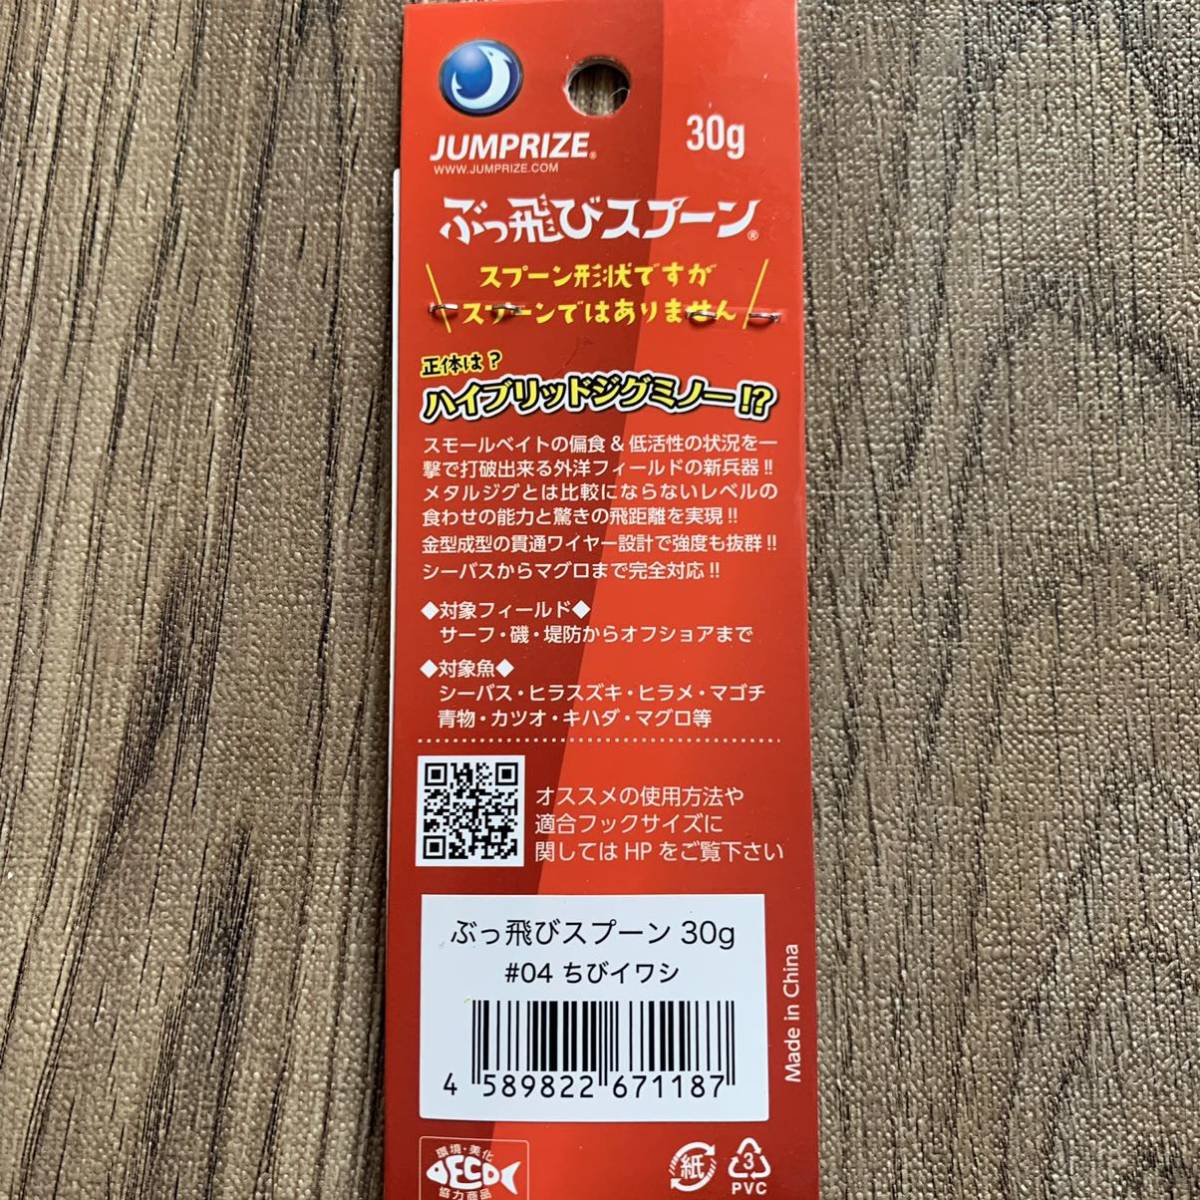 JUMPRIZE®
WWW.JUMPRIZE.COM
30g
ぶっ飛びスプーン®
スプーン形状ですが
スプーンではありません
正体は?
ハイブリッドジグミノー!?
スモールベイトの偏食&低活性の状況を一
撃で打破出来る外洋フィールドの新兵器!!
メタルジグとは比較にならないレベルの
食わせの能力と驚きの飛距離を実現!!
金型成型の貫通ワイヤー設計で強度も抜群!!
シーバスからマグロまで完全対応!!
◆対象フィールド◆
サーフ・磯・堤防からオフショアまで
◆対象魚◆
シーバス・ヒラスズキ・ヒラメ・マゴチ
青物・カツオ・キハダ・マグロ等
オススメの使用方法や
適合フックサイズに
関してはHPをご覧下さい
ぶっ飛びスプーン 30g
#04 ちびイワシ
4 589822 671187
Made in China
環境・美化
ECO
協力商品
紙
3
PVC